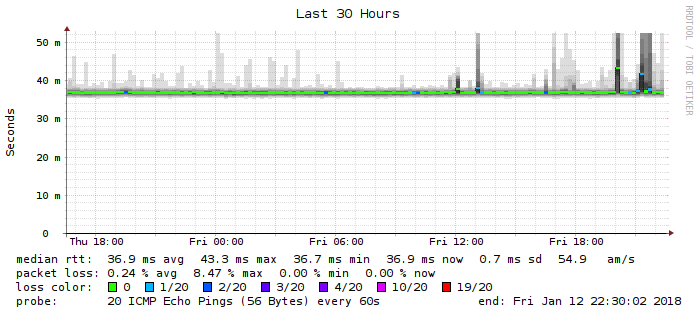 Last 30 Hours
RRDTOOL / TOBI OETIKER
Seconds
50 m
40 m
30 m
20 m
10 m
0
Thu 18:00 Fri 00:00 Fri 06:00 Fri 12:00 Fri 18:00
median rtt: 36.9 ms avg 43.3 ms max 36.7 ms min 36.9 ms now 0.7 ms sd 54.9 am/s
packet loss: 0.24 % avg 8.47 % max 0.00 % min 0.00 % now
loss color: 0 1/20 2/20 3/20 4/20 10/20 19/20
probe: 20 ICMP Echo Pings (56 Bytes) every 60s end: Fri Jan 12 22:30:02 2018